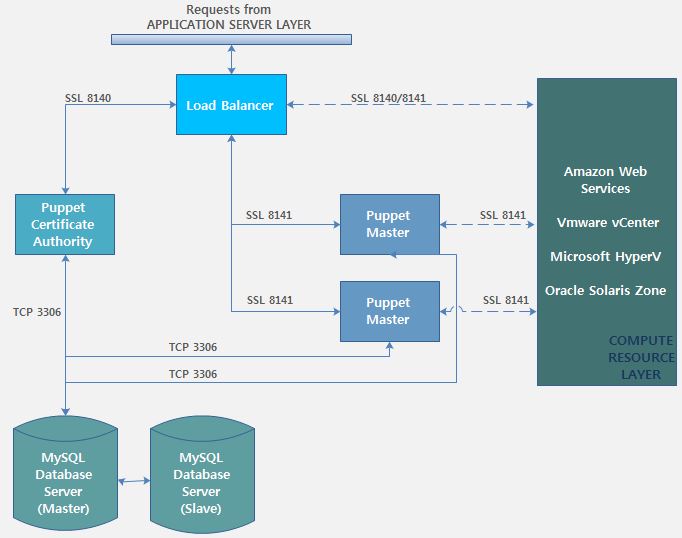 Requests from
APPLICATION SERVER LAYER
Load Balancer
SSL 8140
SSL 8140/8141
Puppet
Certificate
Authority
SSL 8141
Puppet
Master
SSL 8141
SSL 8141
Puppet
Master
SSL 8141
Amazon Web
Services
Vmware vCenter
Microsoft HyperV
Oracle Solaris Zone
COMPUTE
RESOURCE
LAYER
TCP 3306
TCP 3306
TCP 3306
MySQL
Database
Server
(Master)
MySQL
Database
Server
(Slave)